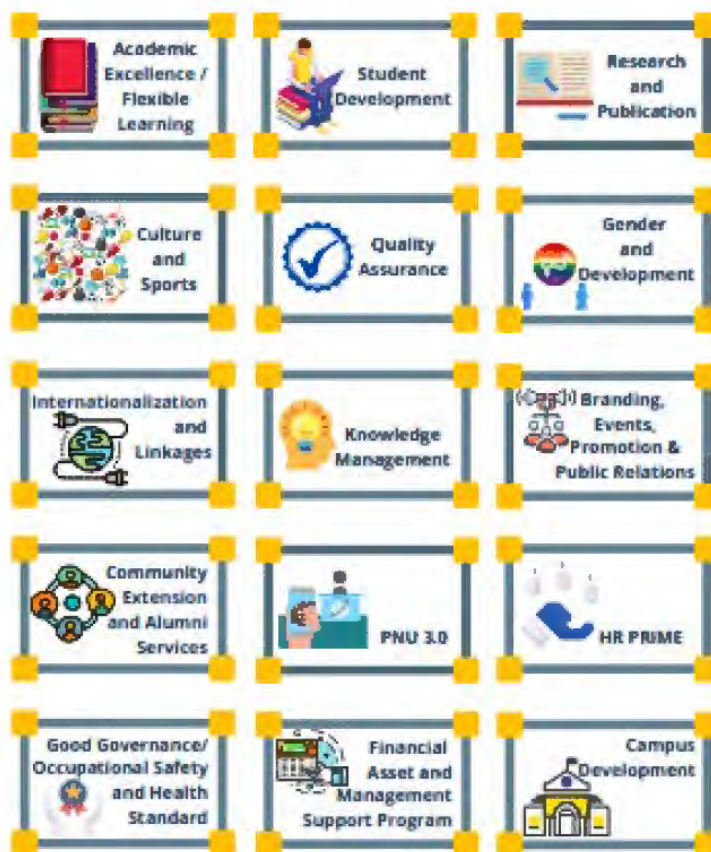 Academic
Excellence /
Flexible
Learning
Student
Development
Research
and
Publication
Culture
and
Sports
Quality
Assurance
Gender
and
Development
Internationalization
and
Linkages
Knowledge
Management
Branding,
Events,
Promotion &
Public Relations
Community
Extension
and Alumni
Services
PNU 3.0
HR PRIME
Good Governance/
Occupational Safety
and Health
Standard
Financial
Asset and
Management
Support Program
Campus
Development